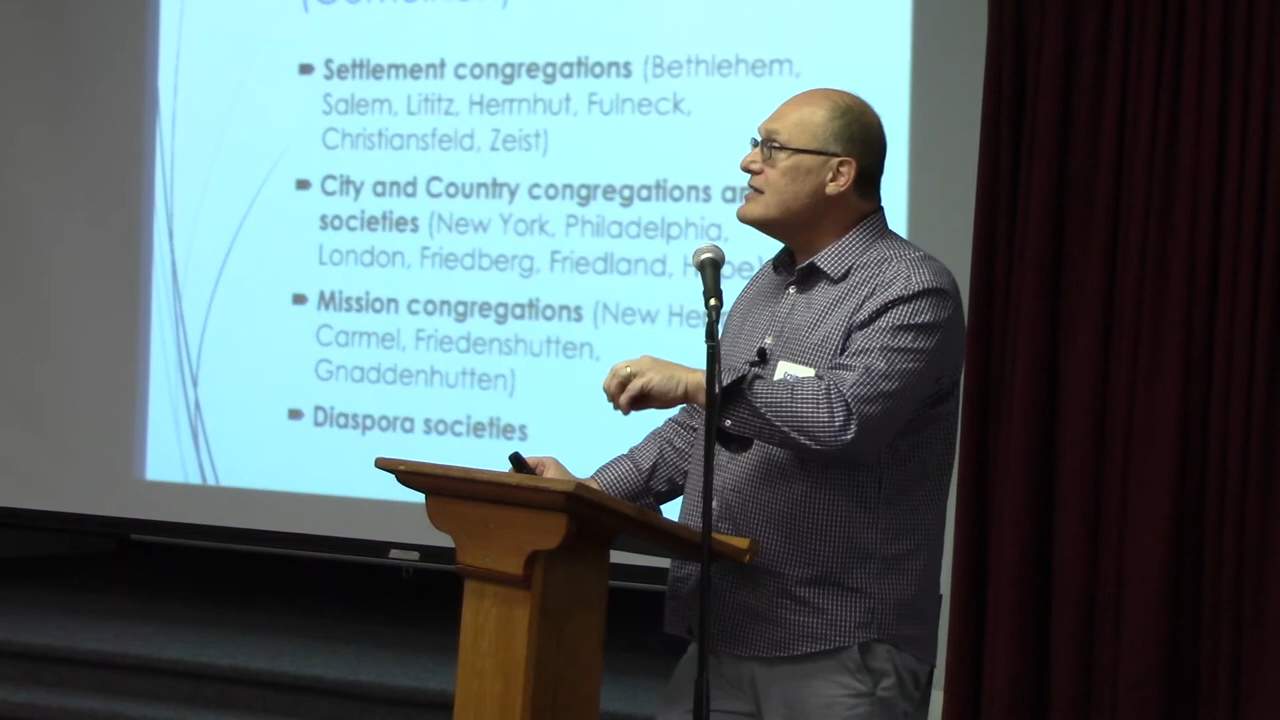 Settlement congregations (Bethlehem,
Salem, Lititz, Herrnhut, Fulneck,
Christiansfeld, Zeist)
City and Country congregations
societies (New York, Philadelphia,
London, Friedberg, Friedland,
Mission congregations (New
Carmel, Friedenshutten,
Gnaddenhutten)
Diaspora societies